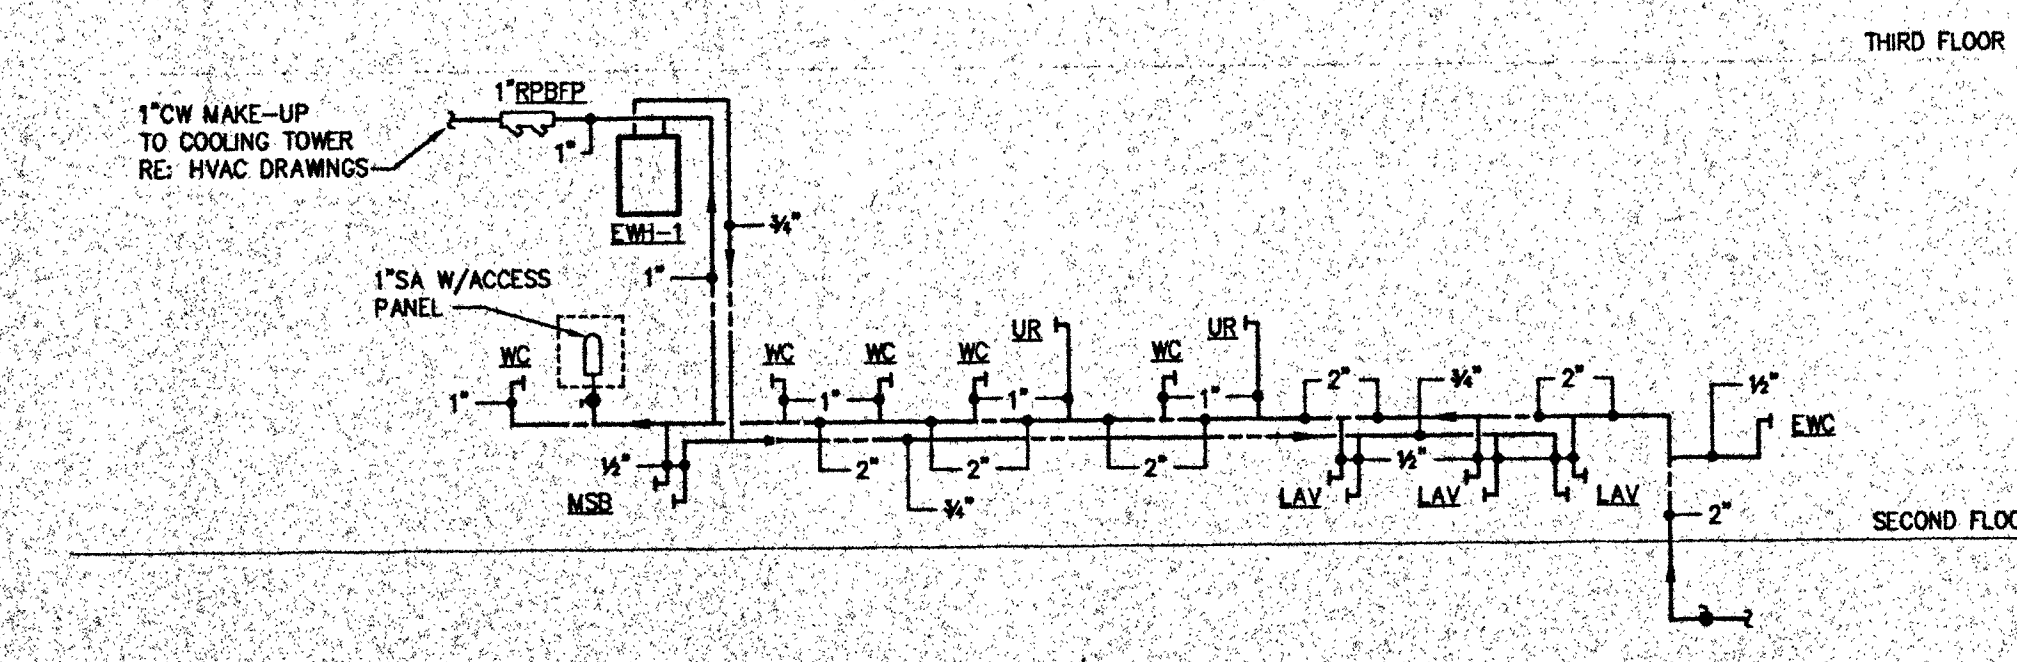 THIRD FLOOR
1"RPBFP
1"CW MAKE-UP
TO COOLING TOWER
RE: HVAC DRAWINGS
1"
EWH-1
¾"
1"
1"SA W/ACCESS
PANEL
WC
1"
WC
WC
WC
UR
WC
UR
1"
1"
1"
2"
¾"
2"
½"
EWC
½"
MSB
2"
2"
2"
¾"
½"
LAV
LAV
LAV
2"
SECOND FLOO